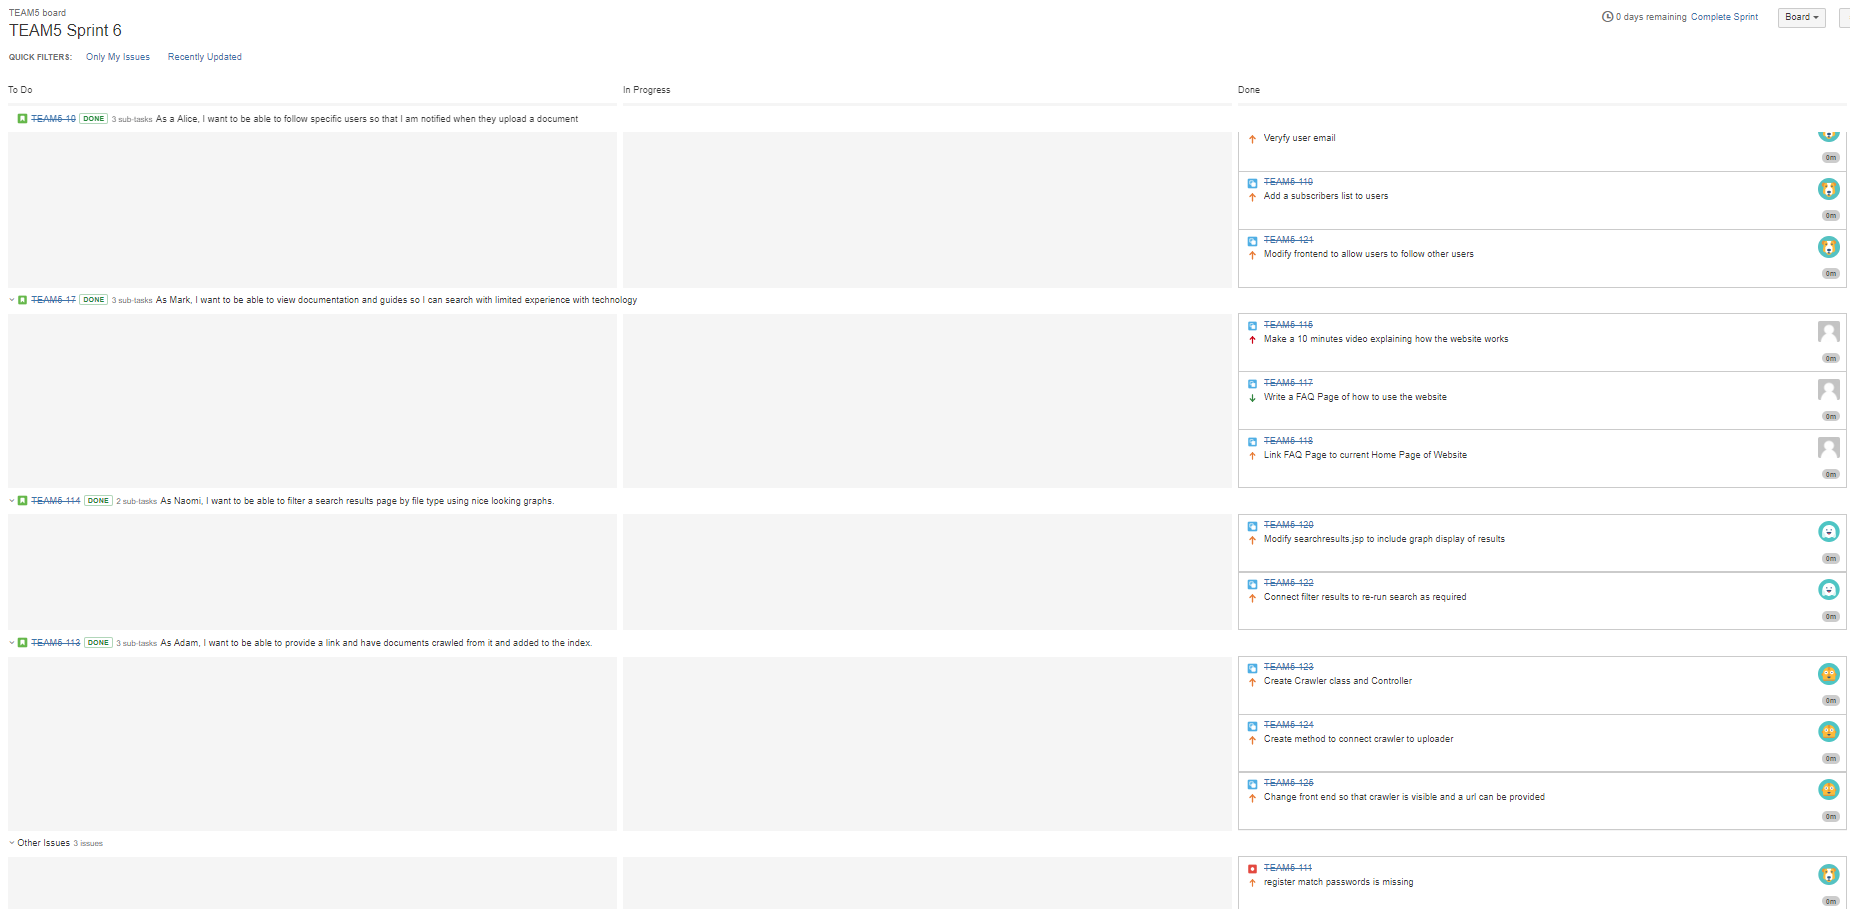 TEAM5 board
TEAM5 Sprint 6
0 days remaining Complete Sprint
Board
QUICK FILTERS: Only My Issues Recently Updated
To Do In Progress Done
TEAM5-10 DONE 3 sub-tasks As a Alice, I want to be able to follow specific users so that I am notified when they upload a document
Veryfy user email
0m
TEAM5-119
Add a subscribers list to users
0m
TEAM5-121
Modify frontend to allow users to follow other users
0m
TEAM5-17 DONE 3 sub-tasks As Mark, I want to be able to view documentation and guides so I can search with limited experience with technology
TEAM5-115
Make a 10 minutes video explaining how the website works
0m
TEAM5-117
Write a FAQ Page of how to use the website
0m
TEAM5-118
Link FAQ Page to current Home Page of Website
0m
TEAM5-114 DONE 2 sub-tasks As Naomi, I want to be able to filter a search results page by file type using nice looking graphs.
TEAM5-120
Modify searchresults.jsp to include graph display of results
0m
TEAM5-122
Connect filter results to re-run search as required
0m
TEAM5-113 DONE 3 sub-tasks As Adam, I want to be able to provide a link and have documents crawled from it and added to the index.
TEAM5-123
Create Crawler class and Controller
0m
TEAM5-124
Create method to connect crawler to uploader
0m
TEAM5-125
Change front end so that crawler is visible and a url can be provided
0m
Other Issues 3 issues
TEAM5-111
register match passwords is missing
0m